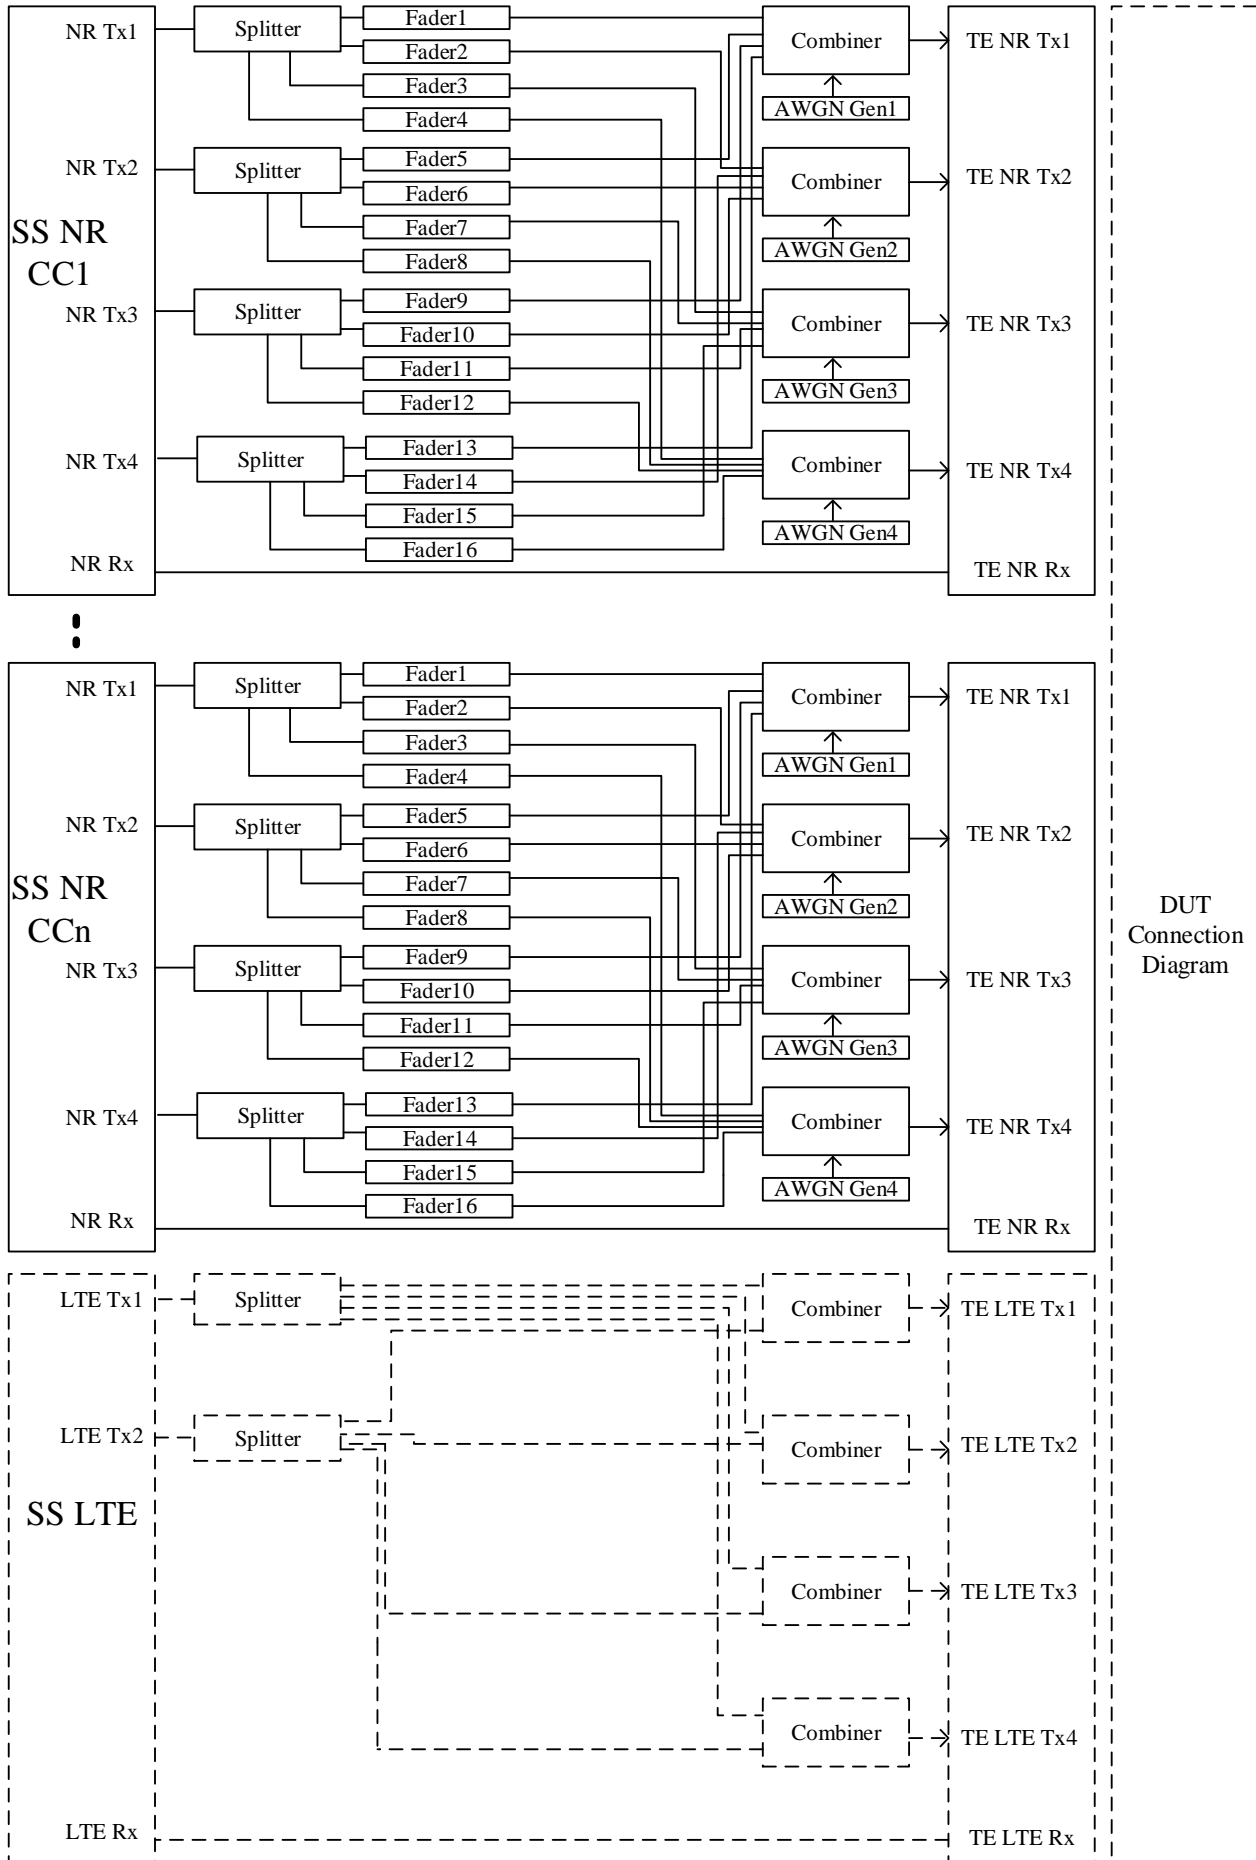 NR Tx1
Splitter
Fader1
Fader2
Fader3
Fader4
Combiner
AWGN Gen1
TE NR Tx1
NR Tx2
Splitter
Fader5
Fader6
Fader7
Fader8
Combiner
AWGN Gen2
TE NR Tx2
SS NR
CC1
NR Tx3
Splitter
Fader9
Fader10
Fader11
Fader12
Combiner
AWGN Gen3
TE NR Tx3
NR Tx4
Splitter
Fader13
Fader14
Fader15
Fader16
Combiner
AWGN Gen4
TE NR Tx4
NR Rx
TE NR Rx
NR Tx1
Splitter
Fader1
Fader2
Fader3
Fader4
Combiner
AWGN Gen1
TE NR Tx1
NR Tx2
Splitter
Fader5
Fader6
Fader7
Fader8
Combiner
AWGN Gen2
TE NR Tx2
SS NR
CCn
NR Tx3
Splitter
Fader9
Fader10
Fader11
Fader12
Combiner
AWGN Gen3
TE NR Tx3
NR Tx4
Splitter
Fader13
Fader14
Fader15
Fader16
Combiner
AWGN Gen4
TE NR Tx4
NR Rx
TE NR Rx
DUT
Connection
Diagram
LTE Tx1
Splitter
Combiner
TE LTE Tx1
LTE Tx2
Splitter
Combiner
TE LTE Tx2
SS LTE
Combiner
TE LTE Tx3
Combiner
TE LTE Tx4
LTE Rx
TE LTE Rx